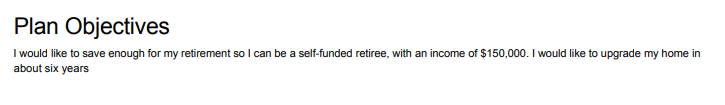 Plan Objectives
I would like to save enough for my retirement so I can be a self-funded retiree, with an income of $150,000. I would like to upgrade my home in
about six years